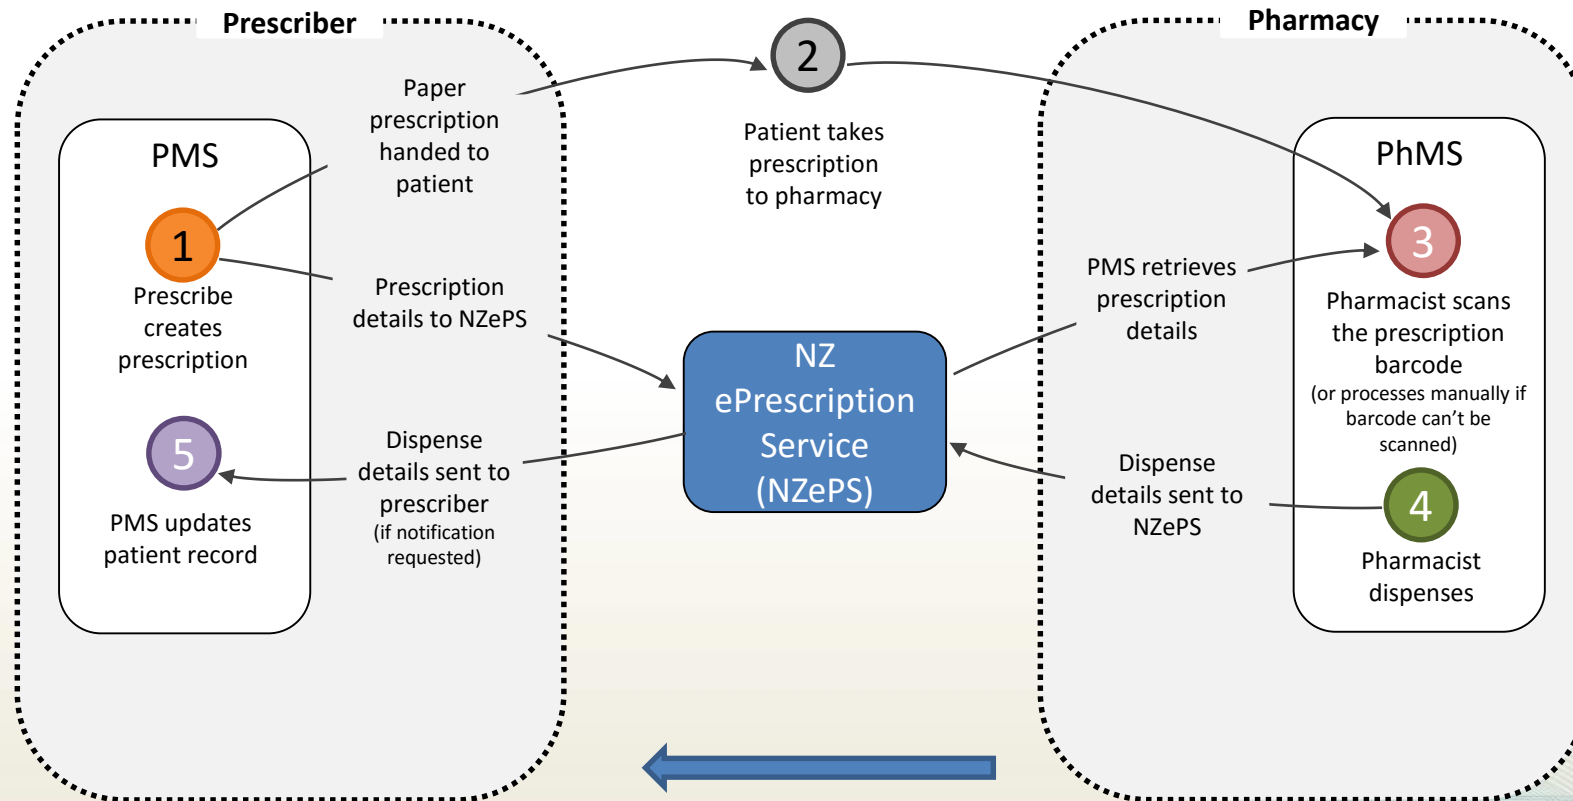 Prescriber
Pharmacy
2
Paper
prescription
handed to
patient
Patient takes
prescription
to pharmacy
PMS
1
Prescribe
creates
prescription
Prescription
details to NZePS
NZ
ePrescription
Service
(NZePS)
PMS retrieves
prescription
details
PhMS
3
Pharmacist scans
the prescription
barcode
(or processes manually if
barcode can't be
scanned)
4
Pharmacist
dispenses
Dispense
details sent to
NZePS
Dispense
details sent to
prescriber
(if notification
requested)
5
PMS updates
patient record